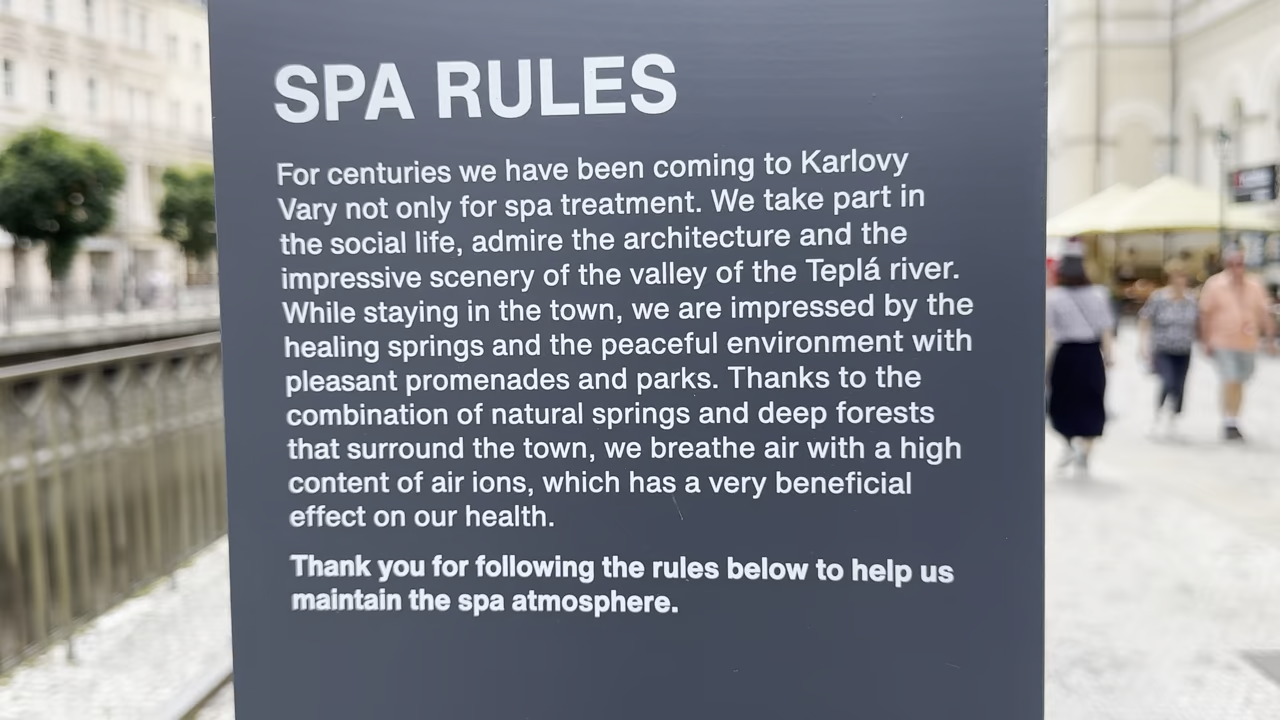 SPA RULES
For centuries we have been coming to Karlovy
Vary not only for spa treatment. We take part in
the social life, admire the architecture and the
impressive scenery of the valley of the Teplá river.
While staying in the town, we are impressed by the
healing springs and the peaceful environment with
pleasant promenades and parks. Thanks to the
combination of natural springs and deep forests
that surround the town, we breathe air with a high
content of air ions, which has a very beneficial
effect on our health.
Thank you for following the rules below to help us
maintain the spa atmosphere.